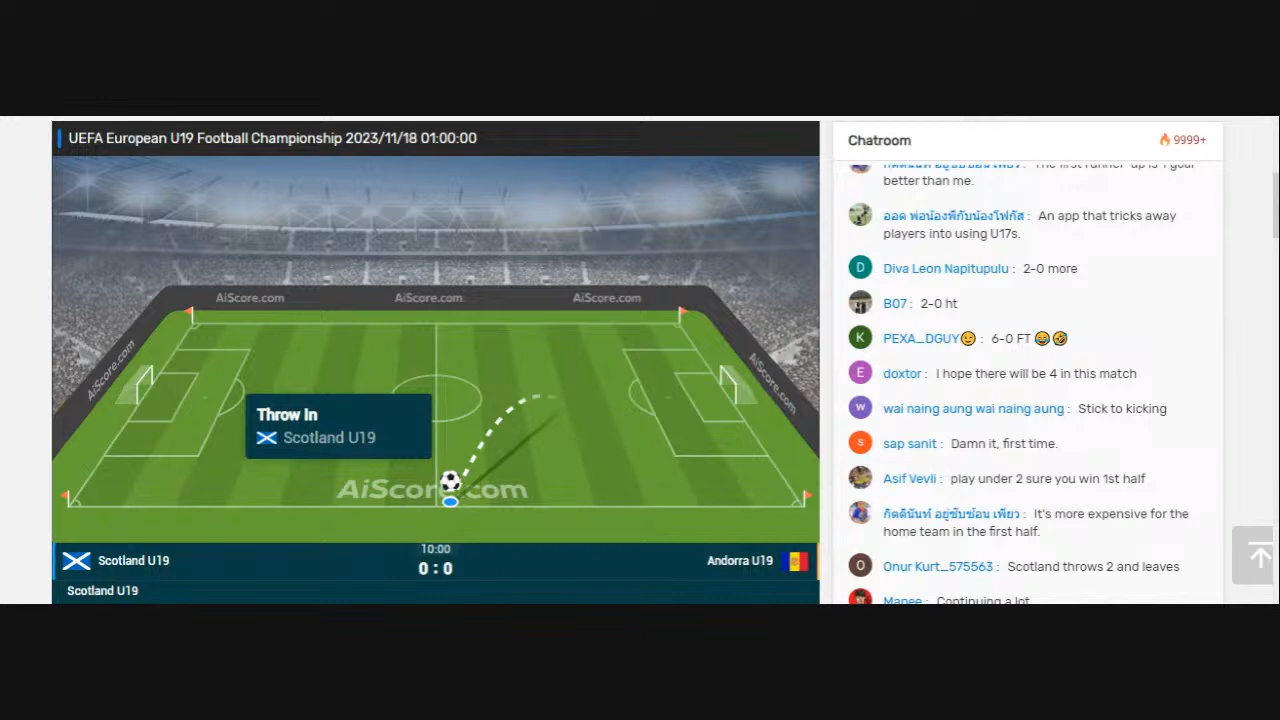 UEFA European U19 Football Championship 2023/11/18 01:00:00
AiScore.com
AiScore.com
AiScore.com
AiScore.com
AiScore.com
Throw In
Scotland U19
AiScore.com
Scotland U19
10:00
0 : 0
Andorra U19
Scotland U19
Chatroom
9999+
better than me.
ออด พ่อน้องพีกับน้องโฟกัส : An app that tricks away
players into using U17s.
D
Diva Leon Napitupulu : 2-0 more
B07 : 2-0 ht
K
PEXA_DGUY😉 : 6-0 FT 😂🤣
E
doxtor : I hope there will be 4 in this match
W
wai naing aung wai naing aung : Stick to kicking
S
sap sanit : Damn it, first time.
Asif Vevli : play under 2 sure you win 1st half
กิตตินันท์ อยู่ซับซ้อน เพียว : It's more expensive for the
home team in the first half.
O
Onur Kurt_575563 : Scotland throws 2 and leaves
Manee : Continuing a lot